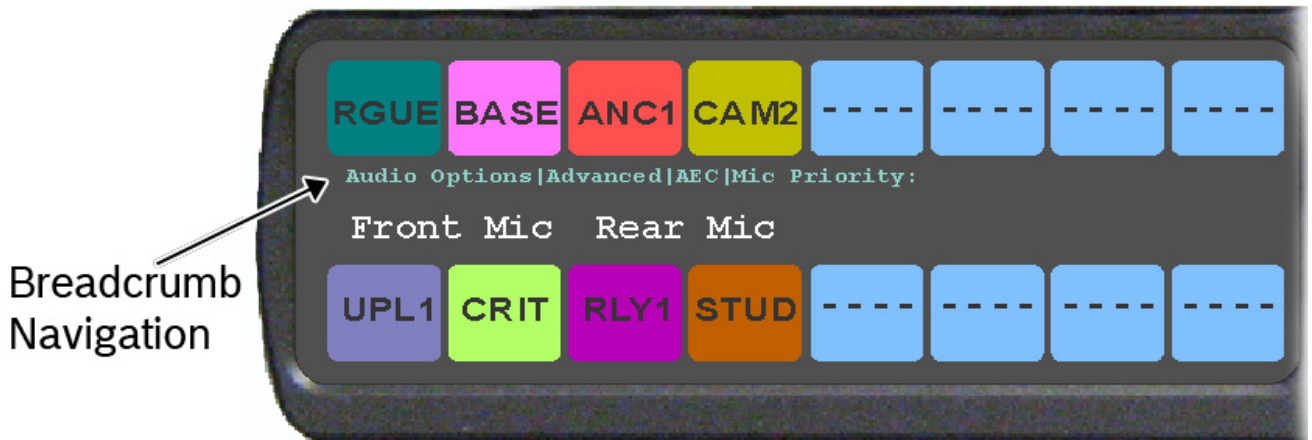 RGUE BASE ANC1 CAM2 ---- ---- ---- ----
Audio Options|Advanced|AEC|Mic Priority:
Front Mic Rear Mic
Breadcrumb
Navigation
UPL1 CRIT RLY1 STUD ---- ---- ---- ----